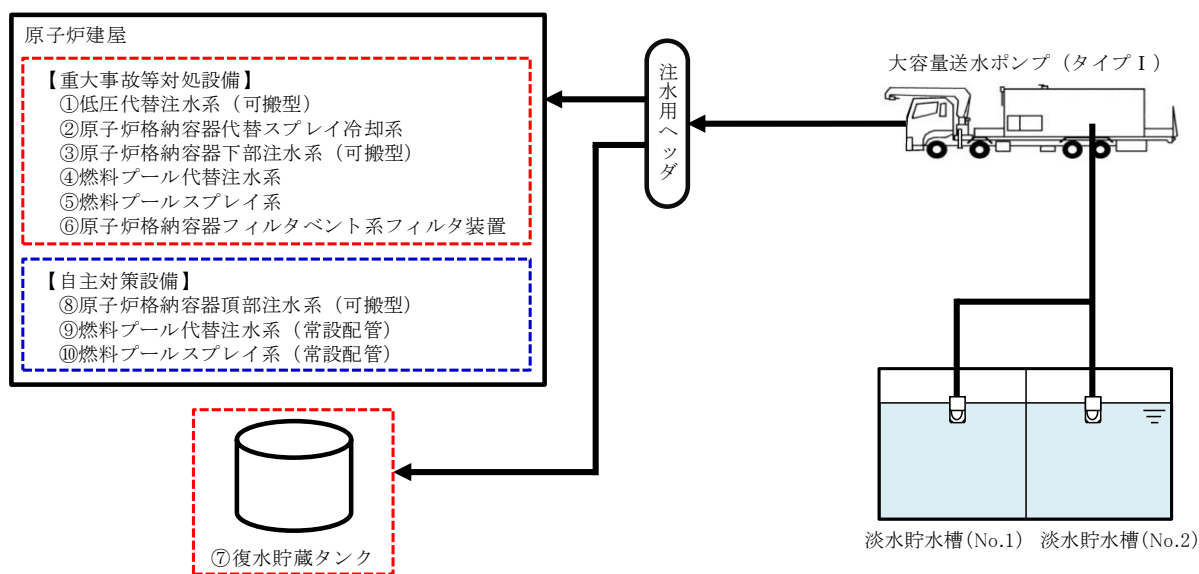 原子炉建屋
【重大事故等対処設備】
①低圧代替注水系（可搬型）
②原子炉格納容器代替スプレイ冷却系
③原子炉格納容器下部注水系（可搬型）
④燃料プール代替注水系
⑤燃料プールスプレイ系
⑥原子炉格納容器フィルタベント系フィルタ装置
【自主対策設備】
⑧原子炉格納容器頂部注水系（可搬型）
⑨燃料プール代替注水系（常設配管）
⑩燃料プールスプレイ系（常設配管）
⑦復水貯蔵タンク
注水用ヘッダ
大容量送水ポンプ（タイプⅠ）
淡水貯水槽(No.1) 淡水貯水槽(No.2)